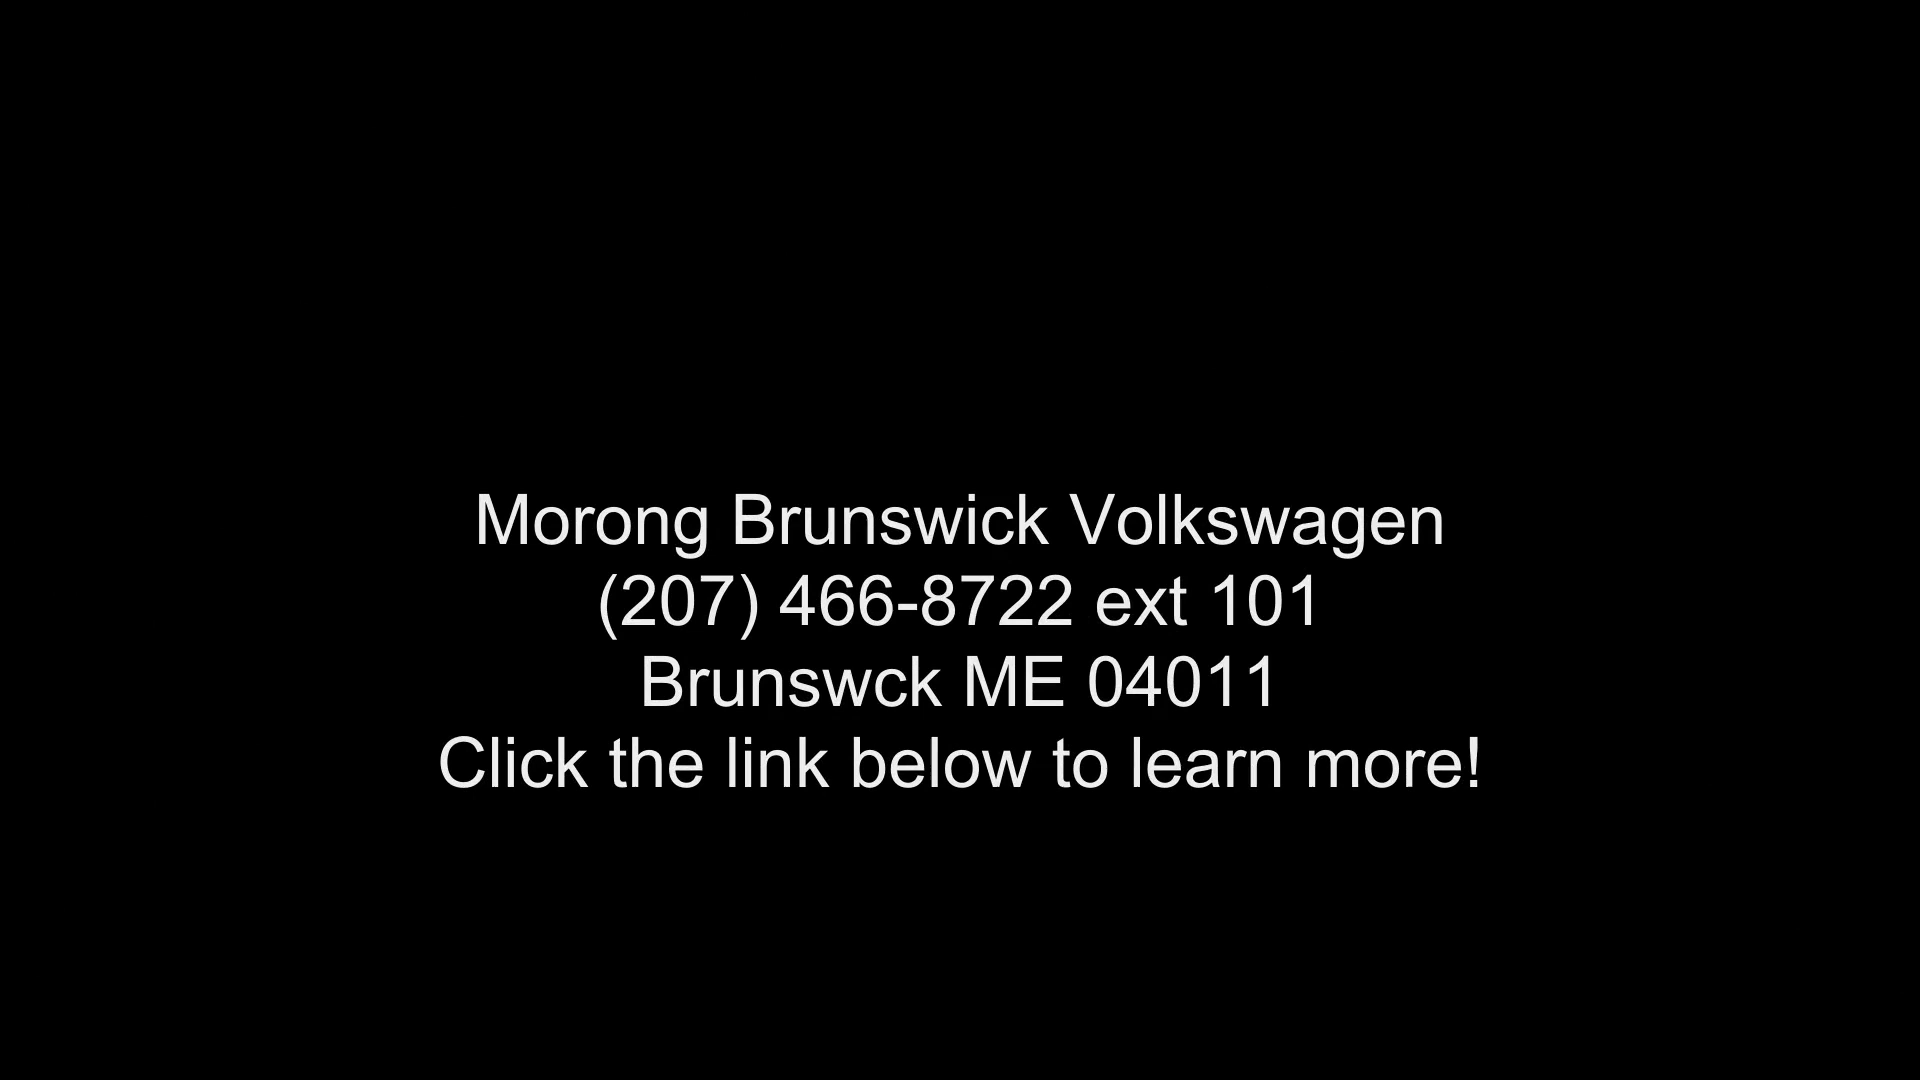 Morong Brunswick Volkswagen
(207) 466-8722 ext 101
Brunswck ME 04011
Click the link below to learn more!